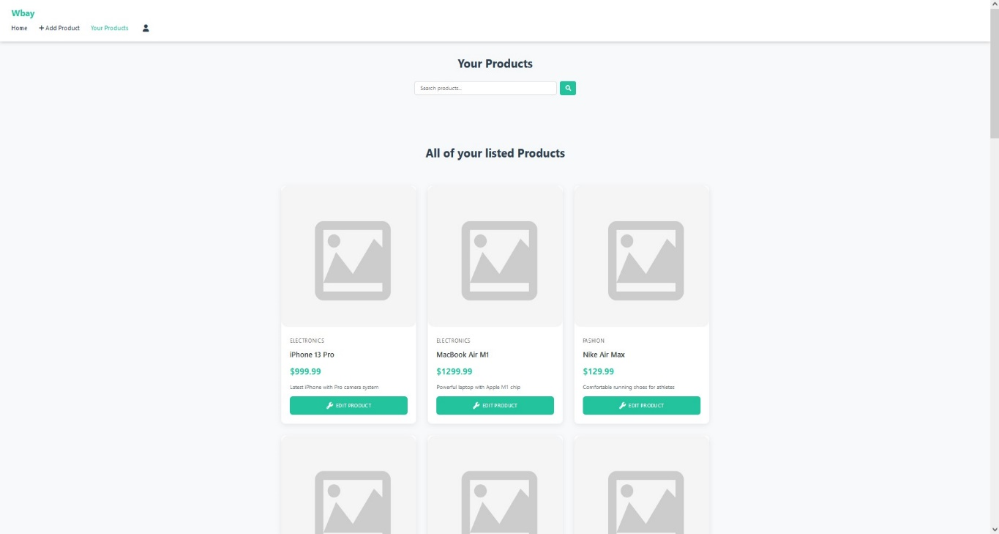 Wbay
Home Add Product Your Products
Your Products
Search products...
All of your listed Products
ELECTRONICS
iPhone 13 Pro
$999.99
Latest iPhone with Pro camera system
EDIT PRODUCT
ELECTRONICS
MacBook Air M1
$1299.99
Powerful laptop with Apple M1 chip
EDIT PRODUCT
FASHION
Nike Air Max
$129.99
Comfortable running shoes for athletes
EDIT PRODUCT